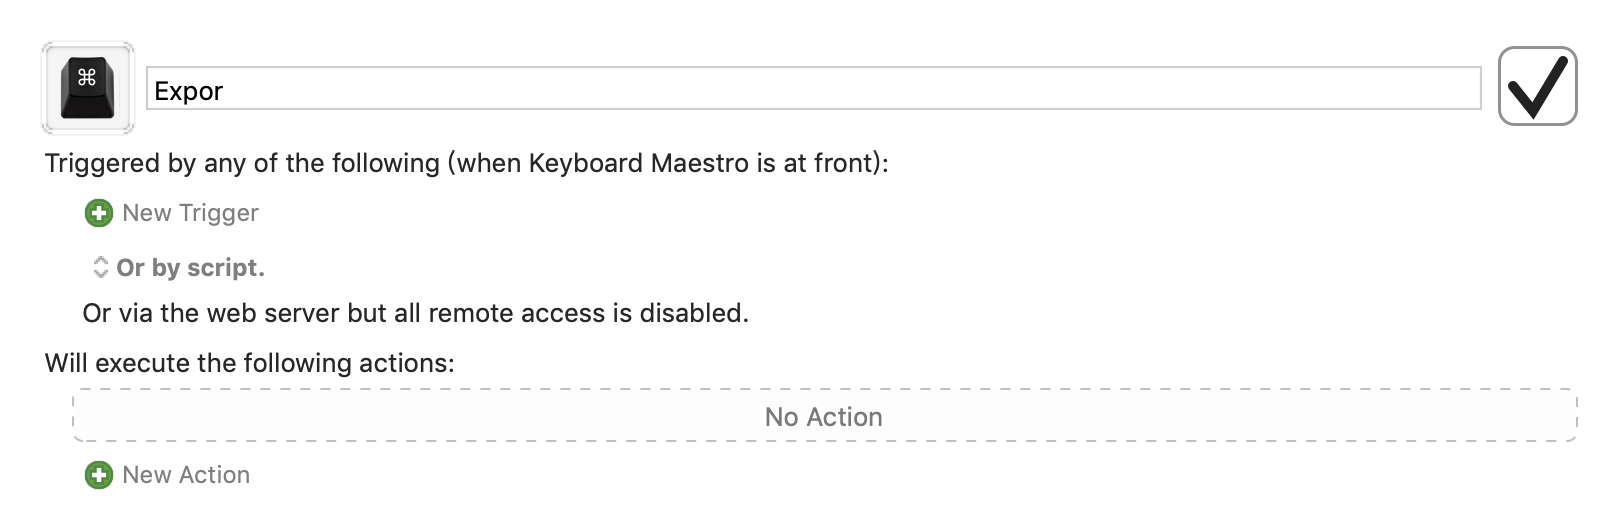 ⌘
Expor
Triggered by any of the following (when Keyboard Maestro is at front):
New Trigger
Or by script.
Or via the web server but all remote access is disabled.
Will execute the following actions:
No Action
New Action